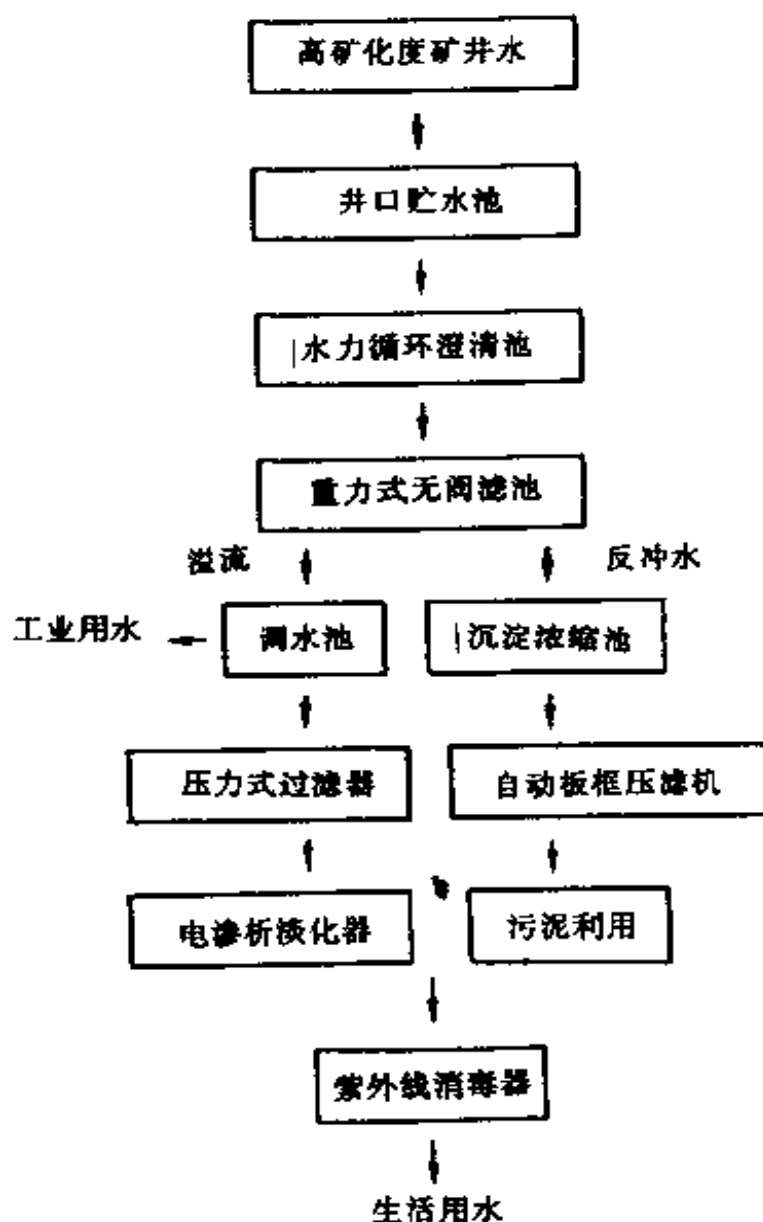 高矿化度矿井水
井口贮水池
水力循环澄清池
重力式无阀滤池
溢流
反冲水
工业用水
调水池
沉淀浓缩池
压力式过滤器
自动板框压滤机
电渗析淡化器
污泥利用
紫外线消毒器
生活用水